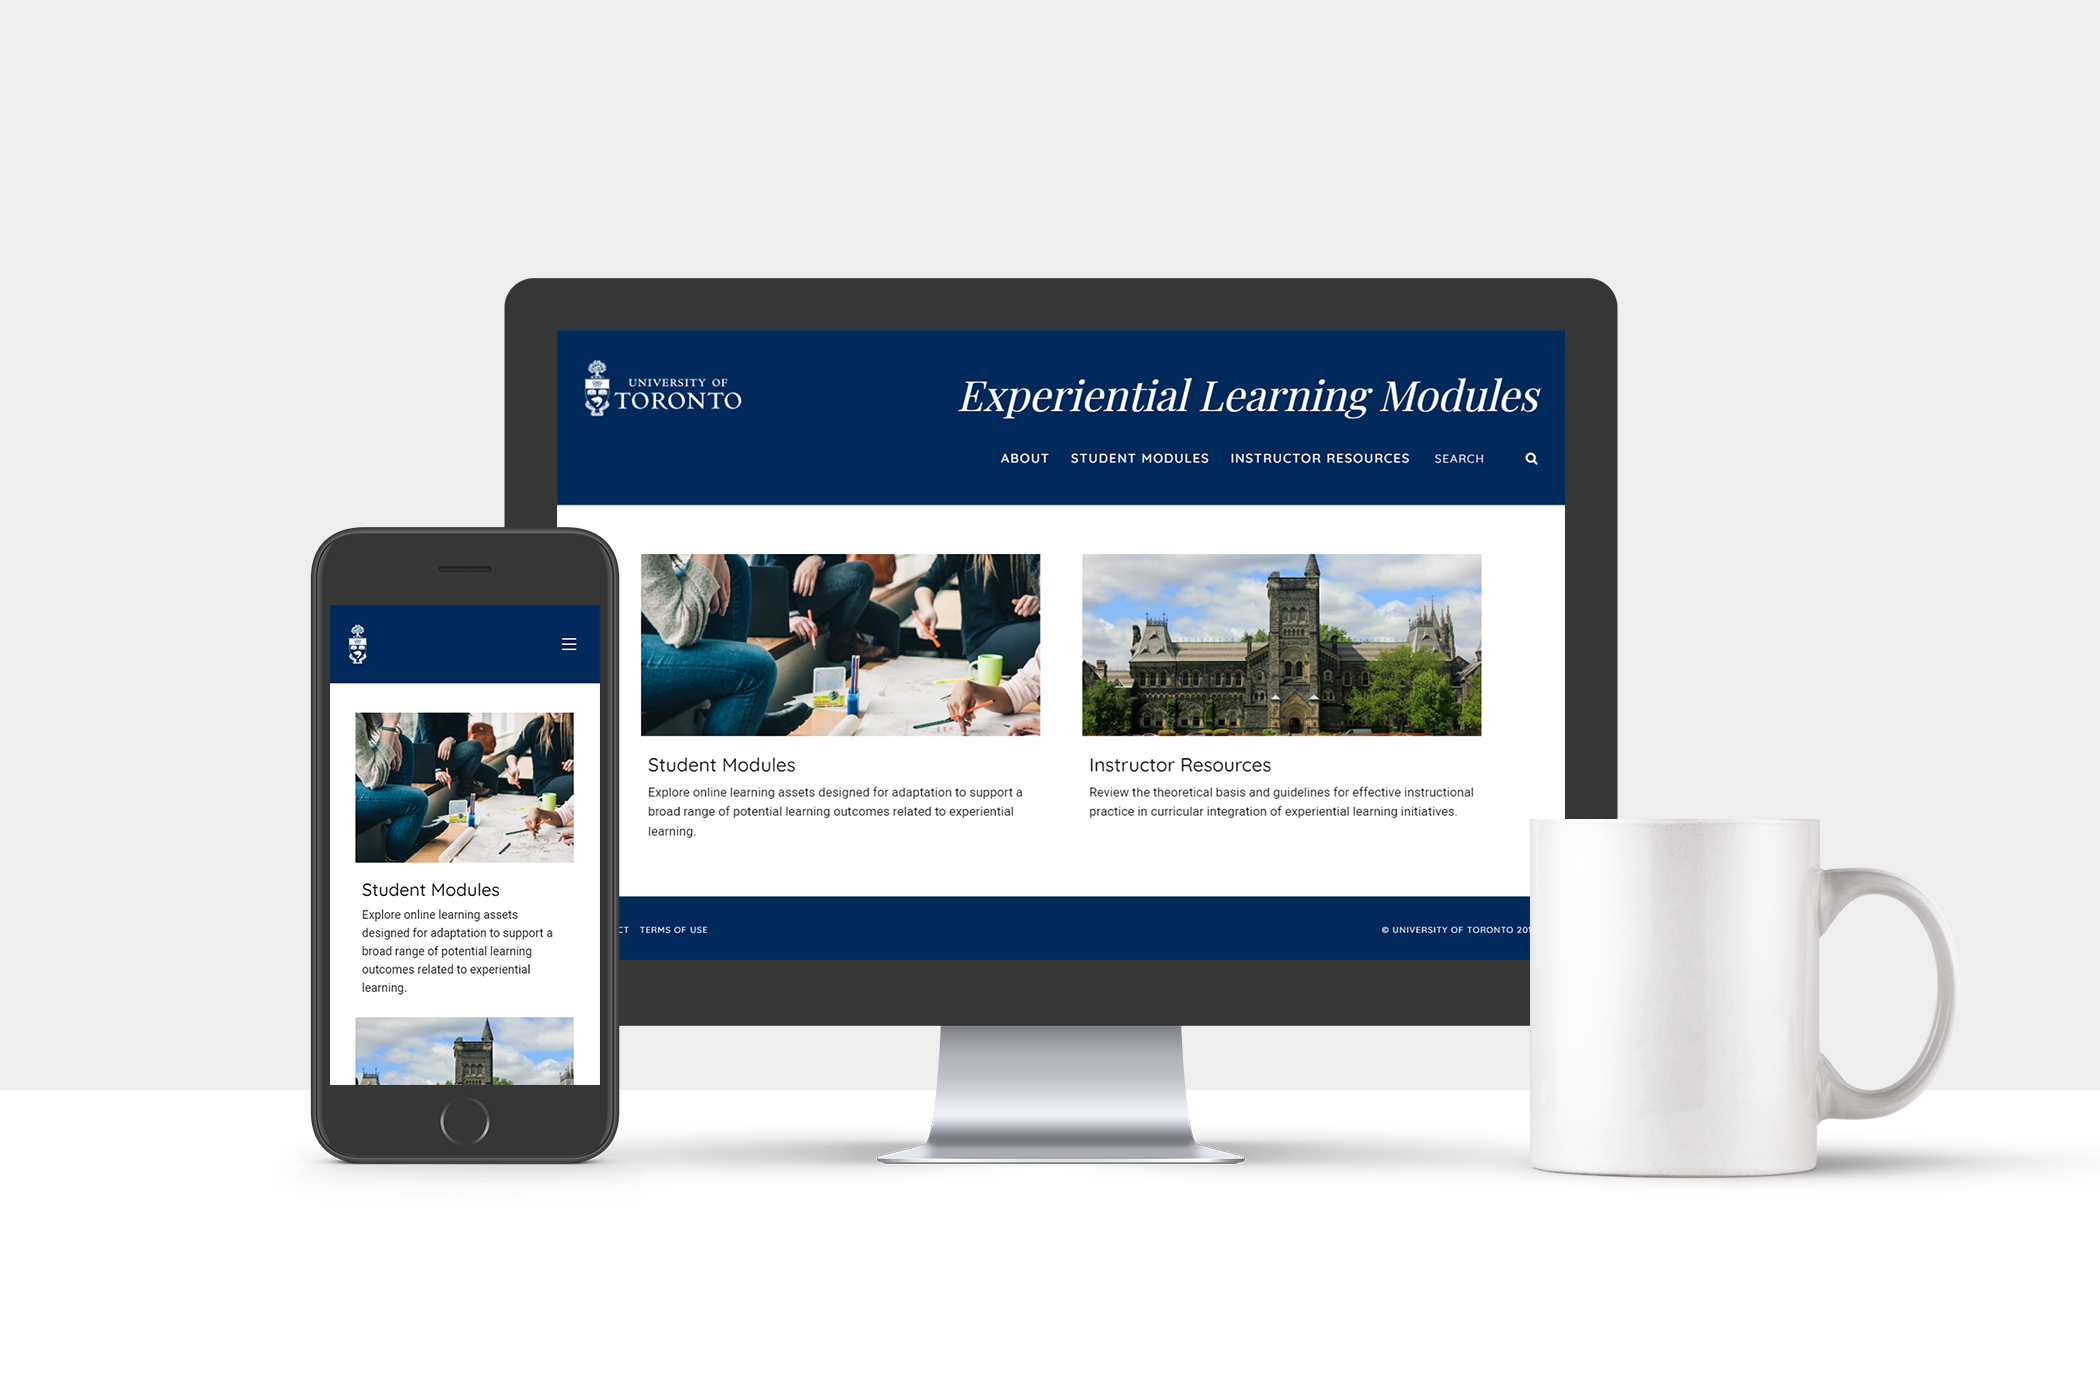 UNIVERSITY OF
TORONTO
Experiential Learning Modules
ABOUT STUDENT MODULES INSTRUCTOR RESOURCES SEARCH
Student Modules
Explore online learning assets designed for adaptation to support a
broad range of potential learning outcomes related to experiential
learning.
Instructor Resources
Review the theoretical basis and guidelines for effective instructional
practice in curricular integration of experiential learning initiatives.
TERMS OF USE
© UNIVERSITY OF TORONTO
Student Modules
Explore online learning assets
designed for adaptation to support a
broad range of potential learning
outcomes related to experiential
learning.